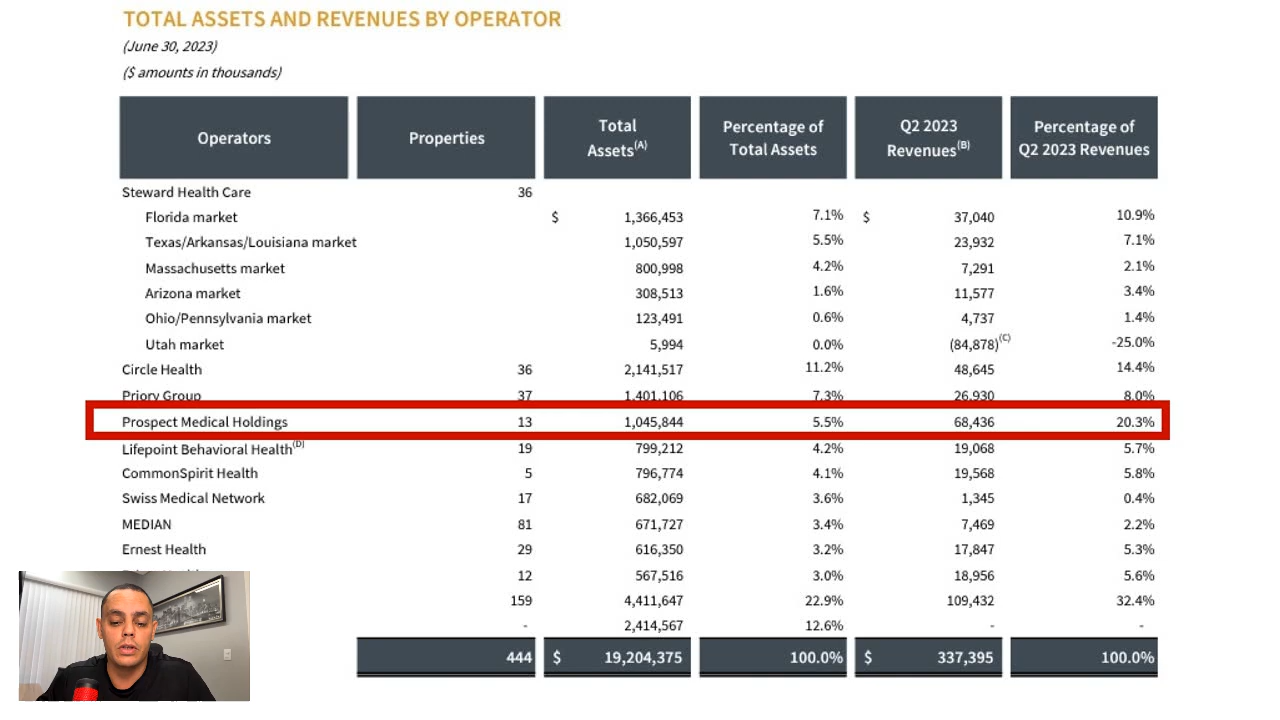 TOTAL ASSETS AND REVENUES BY OPERATOR
(June 30, 2023)
($ amounts in thousands)
Operators Properties Total Assets(A) Percentage of Total Assets Q2 2023 Revenues(B) Percentage of Q2 2023 Revenues
Steward Health Care 36
Florida market $ 1,366,453 7.1% $ 37,040 10.9%
Texas/Arkansas/Louisiana market 1,050,597 5.5% 23,932 7.1%
Massachusetts market 800,998 4.2% 7,291 2.1%
Arizona market 308,513 1.6% 11,577 3.4%
Ohio/Pennsylvania market 123,491 0.6% 4,737 1.4%
Utah market 5,994 0.0% (84,878)(C) -25.0%
Circle Health 36 2,141,517 11.2% 48,645 14.4%
Priory Group 37 1,401,106 7.3% 26,930 8.0%
Prospect Medical Holdings 13 1,045,844 5.5% 68,436 20.3%
Lifepoint Behavioral Health(D) 19 799,212 4.2% 19,068 5.7%
CommonSpirit Health 5 796,774 4.1% 19,568 5.8%
Swiss Medical Network 17 682,069 3.6% 1,345 0.4%
MEDIAN 81 671,727 3.4% 7,469 2.2%
Ernest Health 29 616,350 3.2% 17,847 5.3%
12 567,516 3.0% 18,956 5.6%
159 4,411,647 22.9% 109,432 32.4%
- 2,414,567 12.6% - -
444 $ 19,204,375 100.0% $ 337,395 100.0%